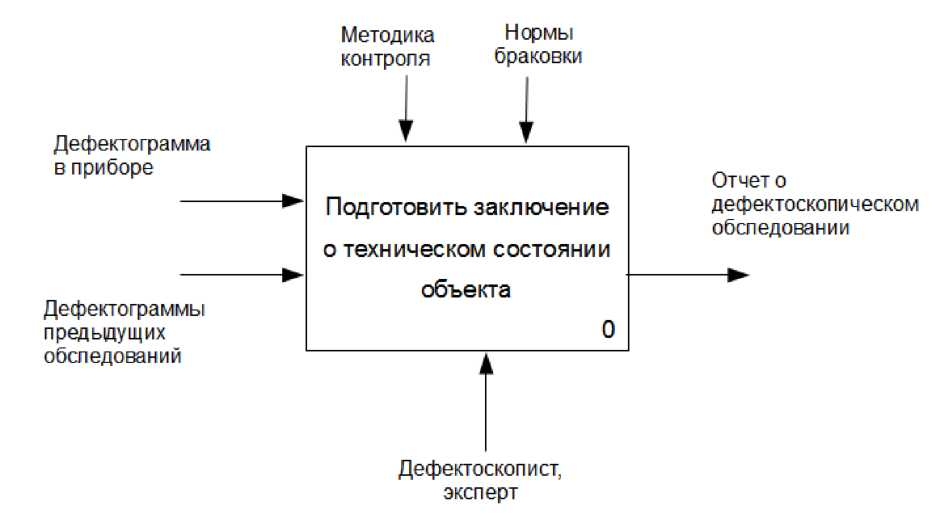 Методика
контроля
Нормы
браковки
Дефектограмма
в приборе
Подготовить заключение
о техническом состоянии
объекта
0
Отчет о
дефектоскопическом
обследовании
Дефектограммы
предыдущих
обследований
Дефектоскопист,
эксперт